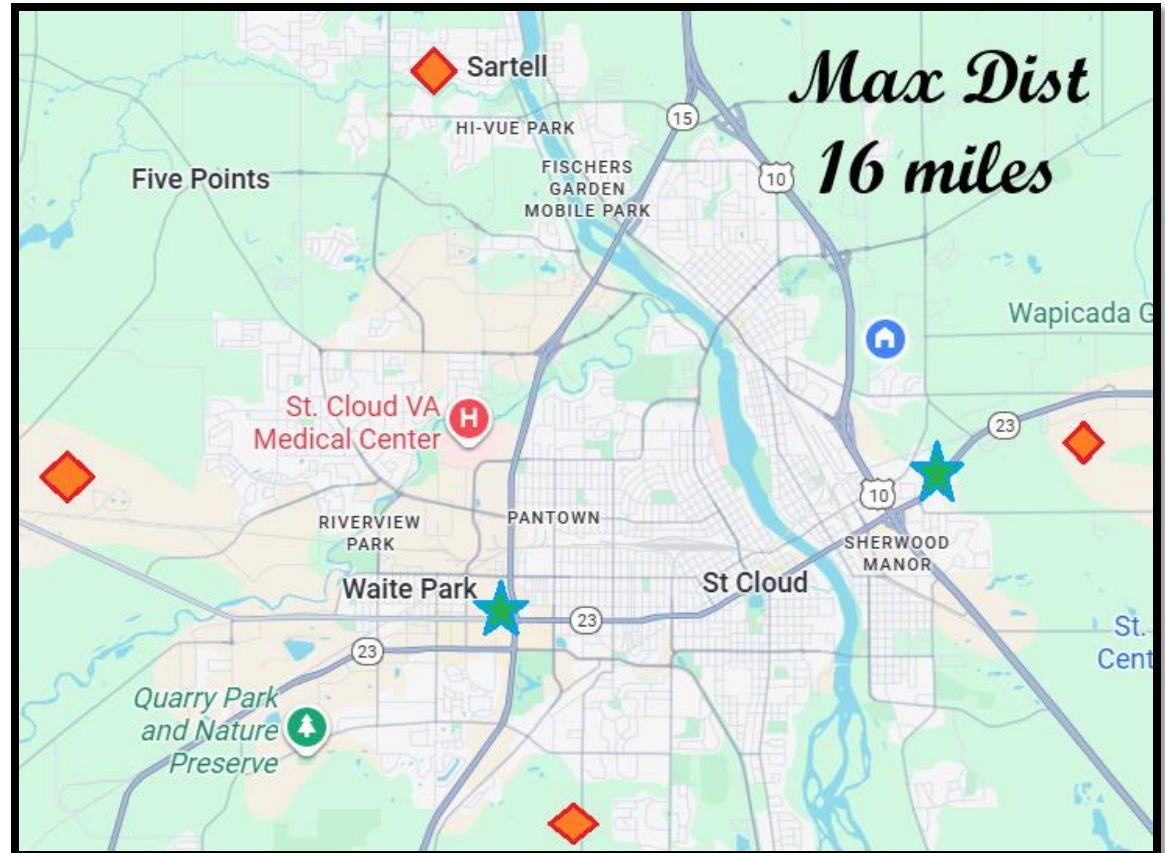 Max Dist
16 miles
Sartell
15
HI-VUE PARK
Five Points
FISCHERS
GARDEN
MOBILE PARK
10
Wapicada G
St. Cloud VA
Medical Center
H
23
10
RIVERVIEW
PARK
PANTOWN
SHERWOOD
MANOR
Waite Park
St Cloud
23
23
St.
Cent
Quarry Park
and Nature
Preserve